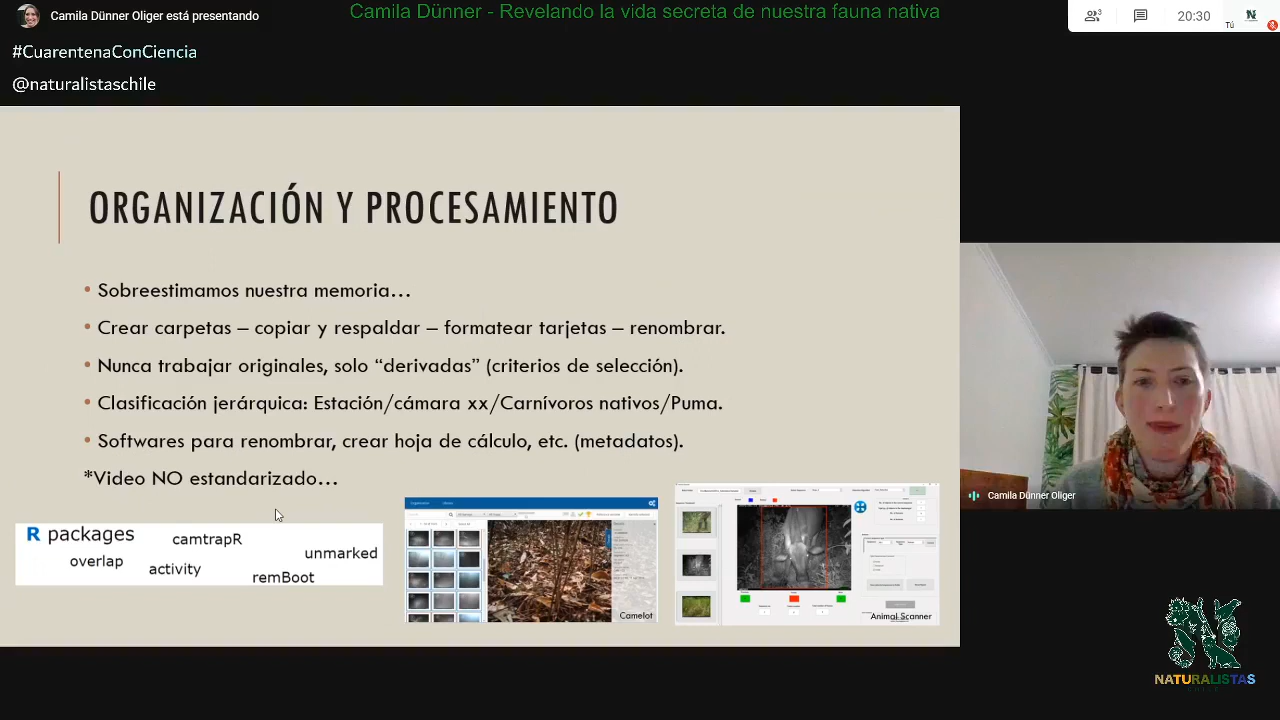 Camila Dünner Oliger está presentando
Camila Dünner - Revelando la vida secreta de nuestra fauna nativa
3
20:30
Tú
#CuarentenaConCiencia
@naturalistaschile
ORGANIZACIÓN Y PROCESAMIENTO
• Sobreestimamos nuestra memoria…
• Crear carpetas – copiar y respaldar – formatear tarjetas – renombrar.
• Nunca trabajar originales, solo “derivadas” (criterios de selección).
• Clasificación jerárquica: Estación/cámara xx/Carnívoros nativos/Puma.
• Softwares para renombrar, crear hoja de cálculo, etc. (metadatos).
*Video NO estandarizado…
Camila Dünner Oliger
R packages
camtrapR
unmarked
overlap
activity
remBoot
Camelot
Animal Scanner
NATURALISTAS
CHILE